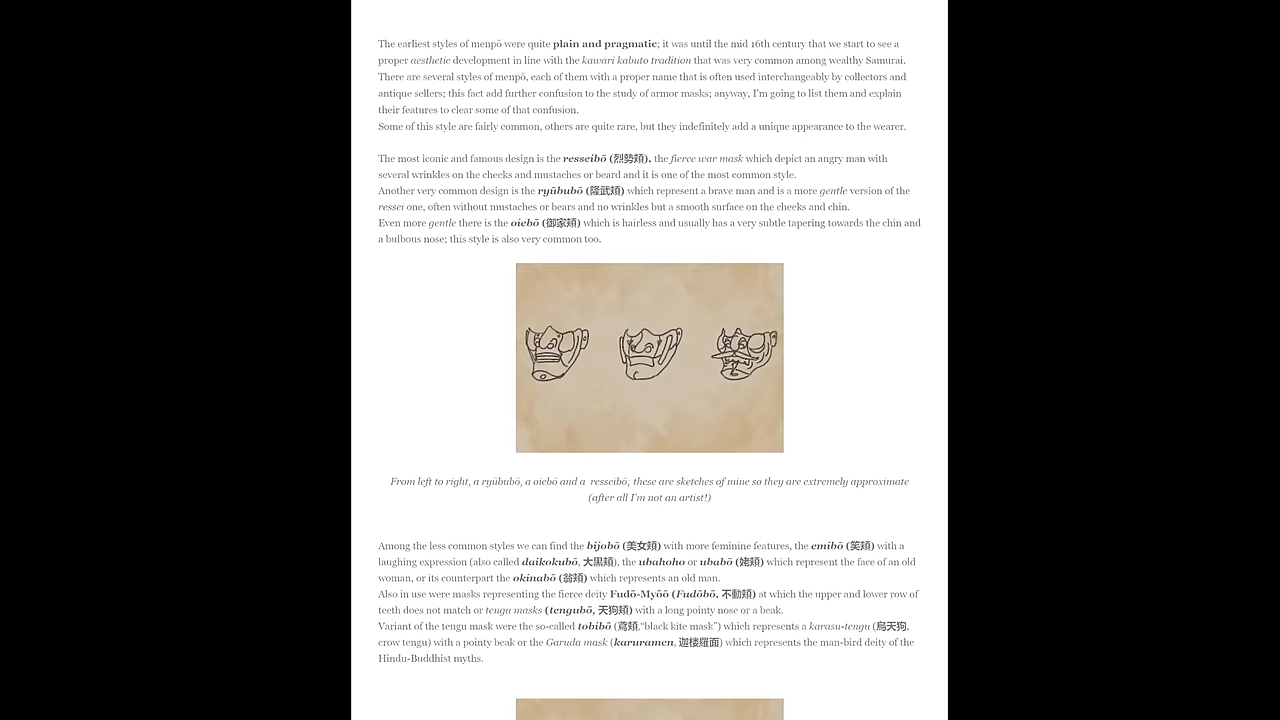 The earliest styles of menpō were quite plain and pragmatic; it was until the mid 16th century that we start to see a
proper aesthetic development in line with the kawari kabuto tradition that was very common among wealthy Samurai.
There are several styles of menpō, each of them with a proper name that is often used interchangeably by collectors and
antique sellers; this fact add further confusion to the study of armor masks; anyway, I'm going to list them and explain
their features to clear some of that confusion.
Some of this style are fairly common, others are quite rare, but they indefinitely add a unique appearance to the wearer.
The most iconic and famous design is the resseibō (烈勢頬), the fierce war mask which depict an angry man with
several wrinkles on the cheeks and mustaches or beard and it is one of the most common style.
Another very common design is the ryūbubō (隆武頬) which represent a brave man and is a more gentle version of the
ressei one, often without mustaches or bears and no wrinkles but a smooth surface on the cheeks and chin.
Even more gentle there is the oiebō (御家頬) which is hairless and usually has a very subtle tapering towards the chin and
a bulbous nose; this style is also very common too.
From left to right, a ryūbubō, a oiebō and a resseibō; these are sketches of mine so they are extremely approximate
(after all I'm not an artist!)
Among the less common styles we can find the bijobō (美女頬) with more feminine features, the emibō (笑頬) with a
laughing expression (also called daikokubō, 大黒頬), the ubahoho or ubabō (姥頬) which represent the face of an old
woman, or its counterpart the okinabō (翁頬) which represents an old man.
Also in use were masks representing the fierce deity Fudō-Myōō (Fudōbō, 不動頬) at which the upper and lower row of
teeth does not match or tengu masks (tengubō, 天狗頬) with a long pointy nose or a beak.
Variant of the tengu mask were the so-called tobibō (鳶頬,“black kite mask”) which represents a karasu-tengu (烏天狗,
crow tengu) with a pointy beak or the Garuda mask (karuramen, 迦楼羅面) which represents the man-bird deity of the
Hindu-Buddhist myths.